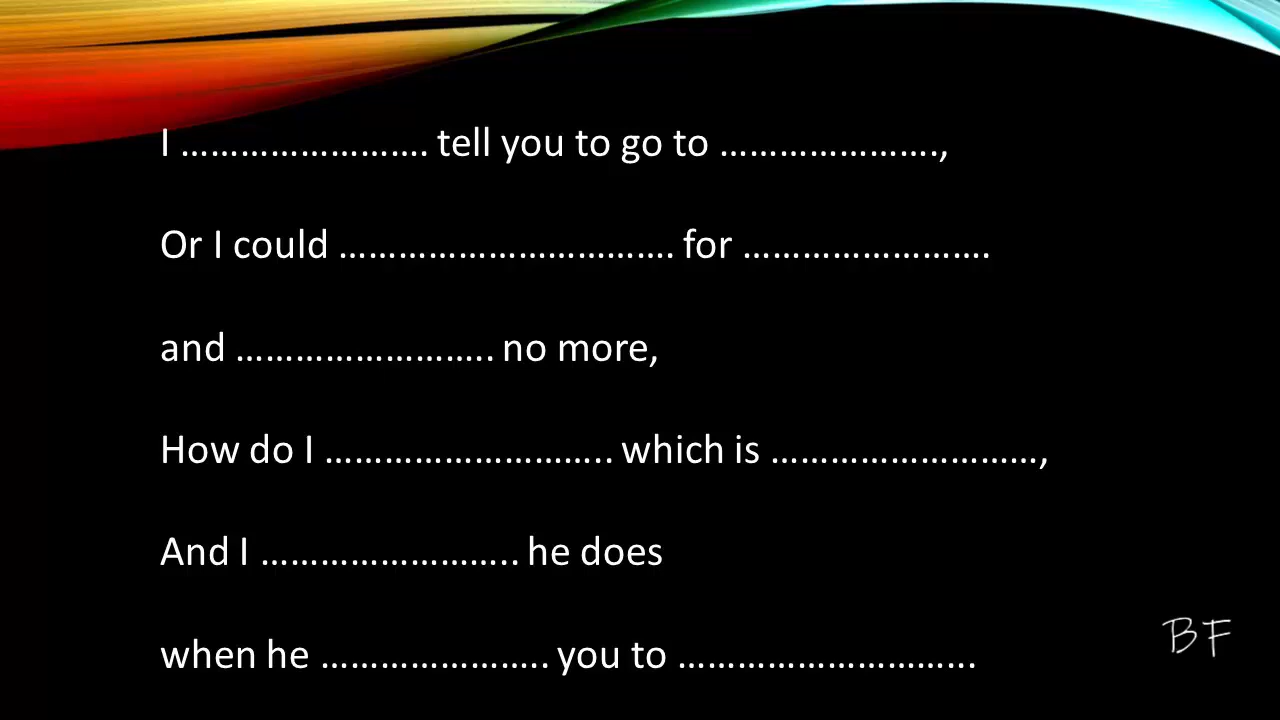 I ……………………. tell you to go to ………………….,
Or I could ……………………………. for …………………….
and …………………….. no more,
How do I ……………………….. which is ………………………,
And I …………………….. he does
when he ………………….. you to …………………………
BF